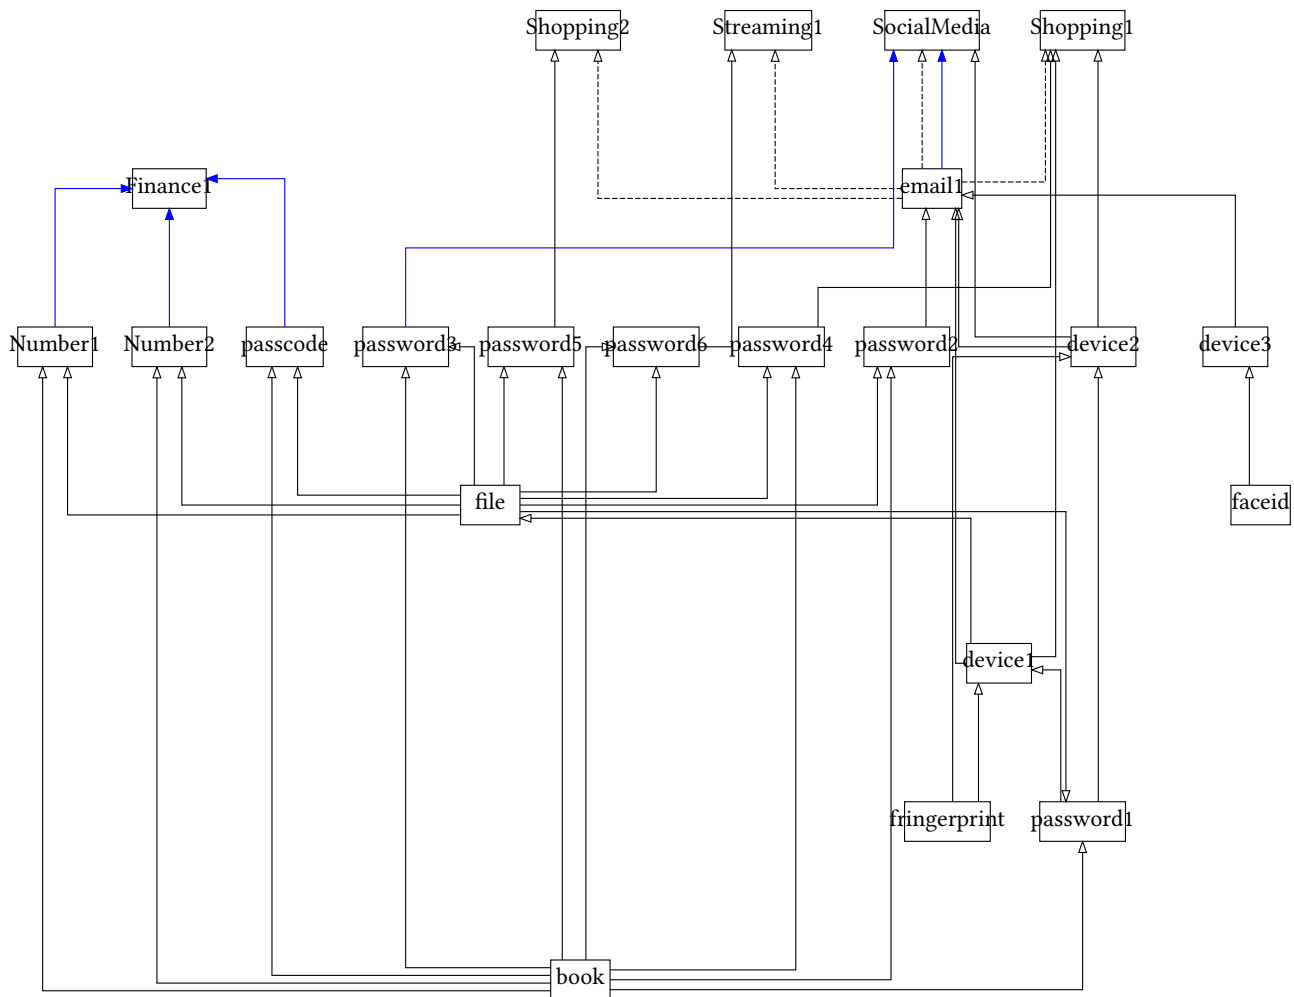 Shopping2
Streaming1
SocialMedia
Shopping1
Finance1
email1
Number1
Number2
passcode
password3
password5
password6
password4
password2
device2
device3
file
faceid
device1
fringerprint
password1
book